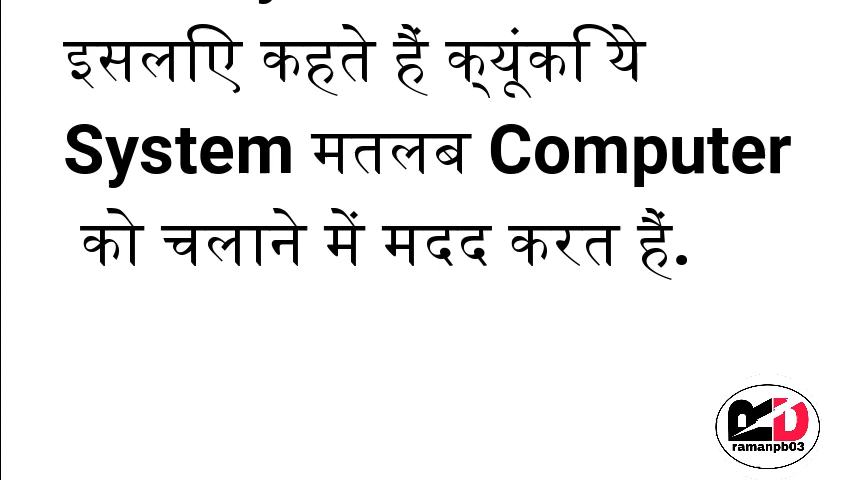 इसलिए कहते हैं क्यूंकि ये
System मतलब Computer
को चलाने में मदद करत हैं.
ramanpb03